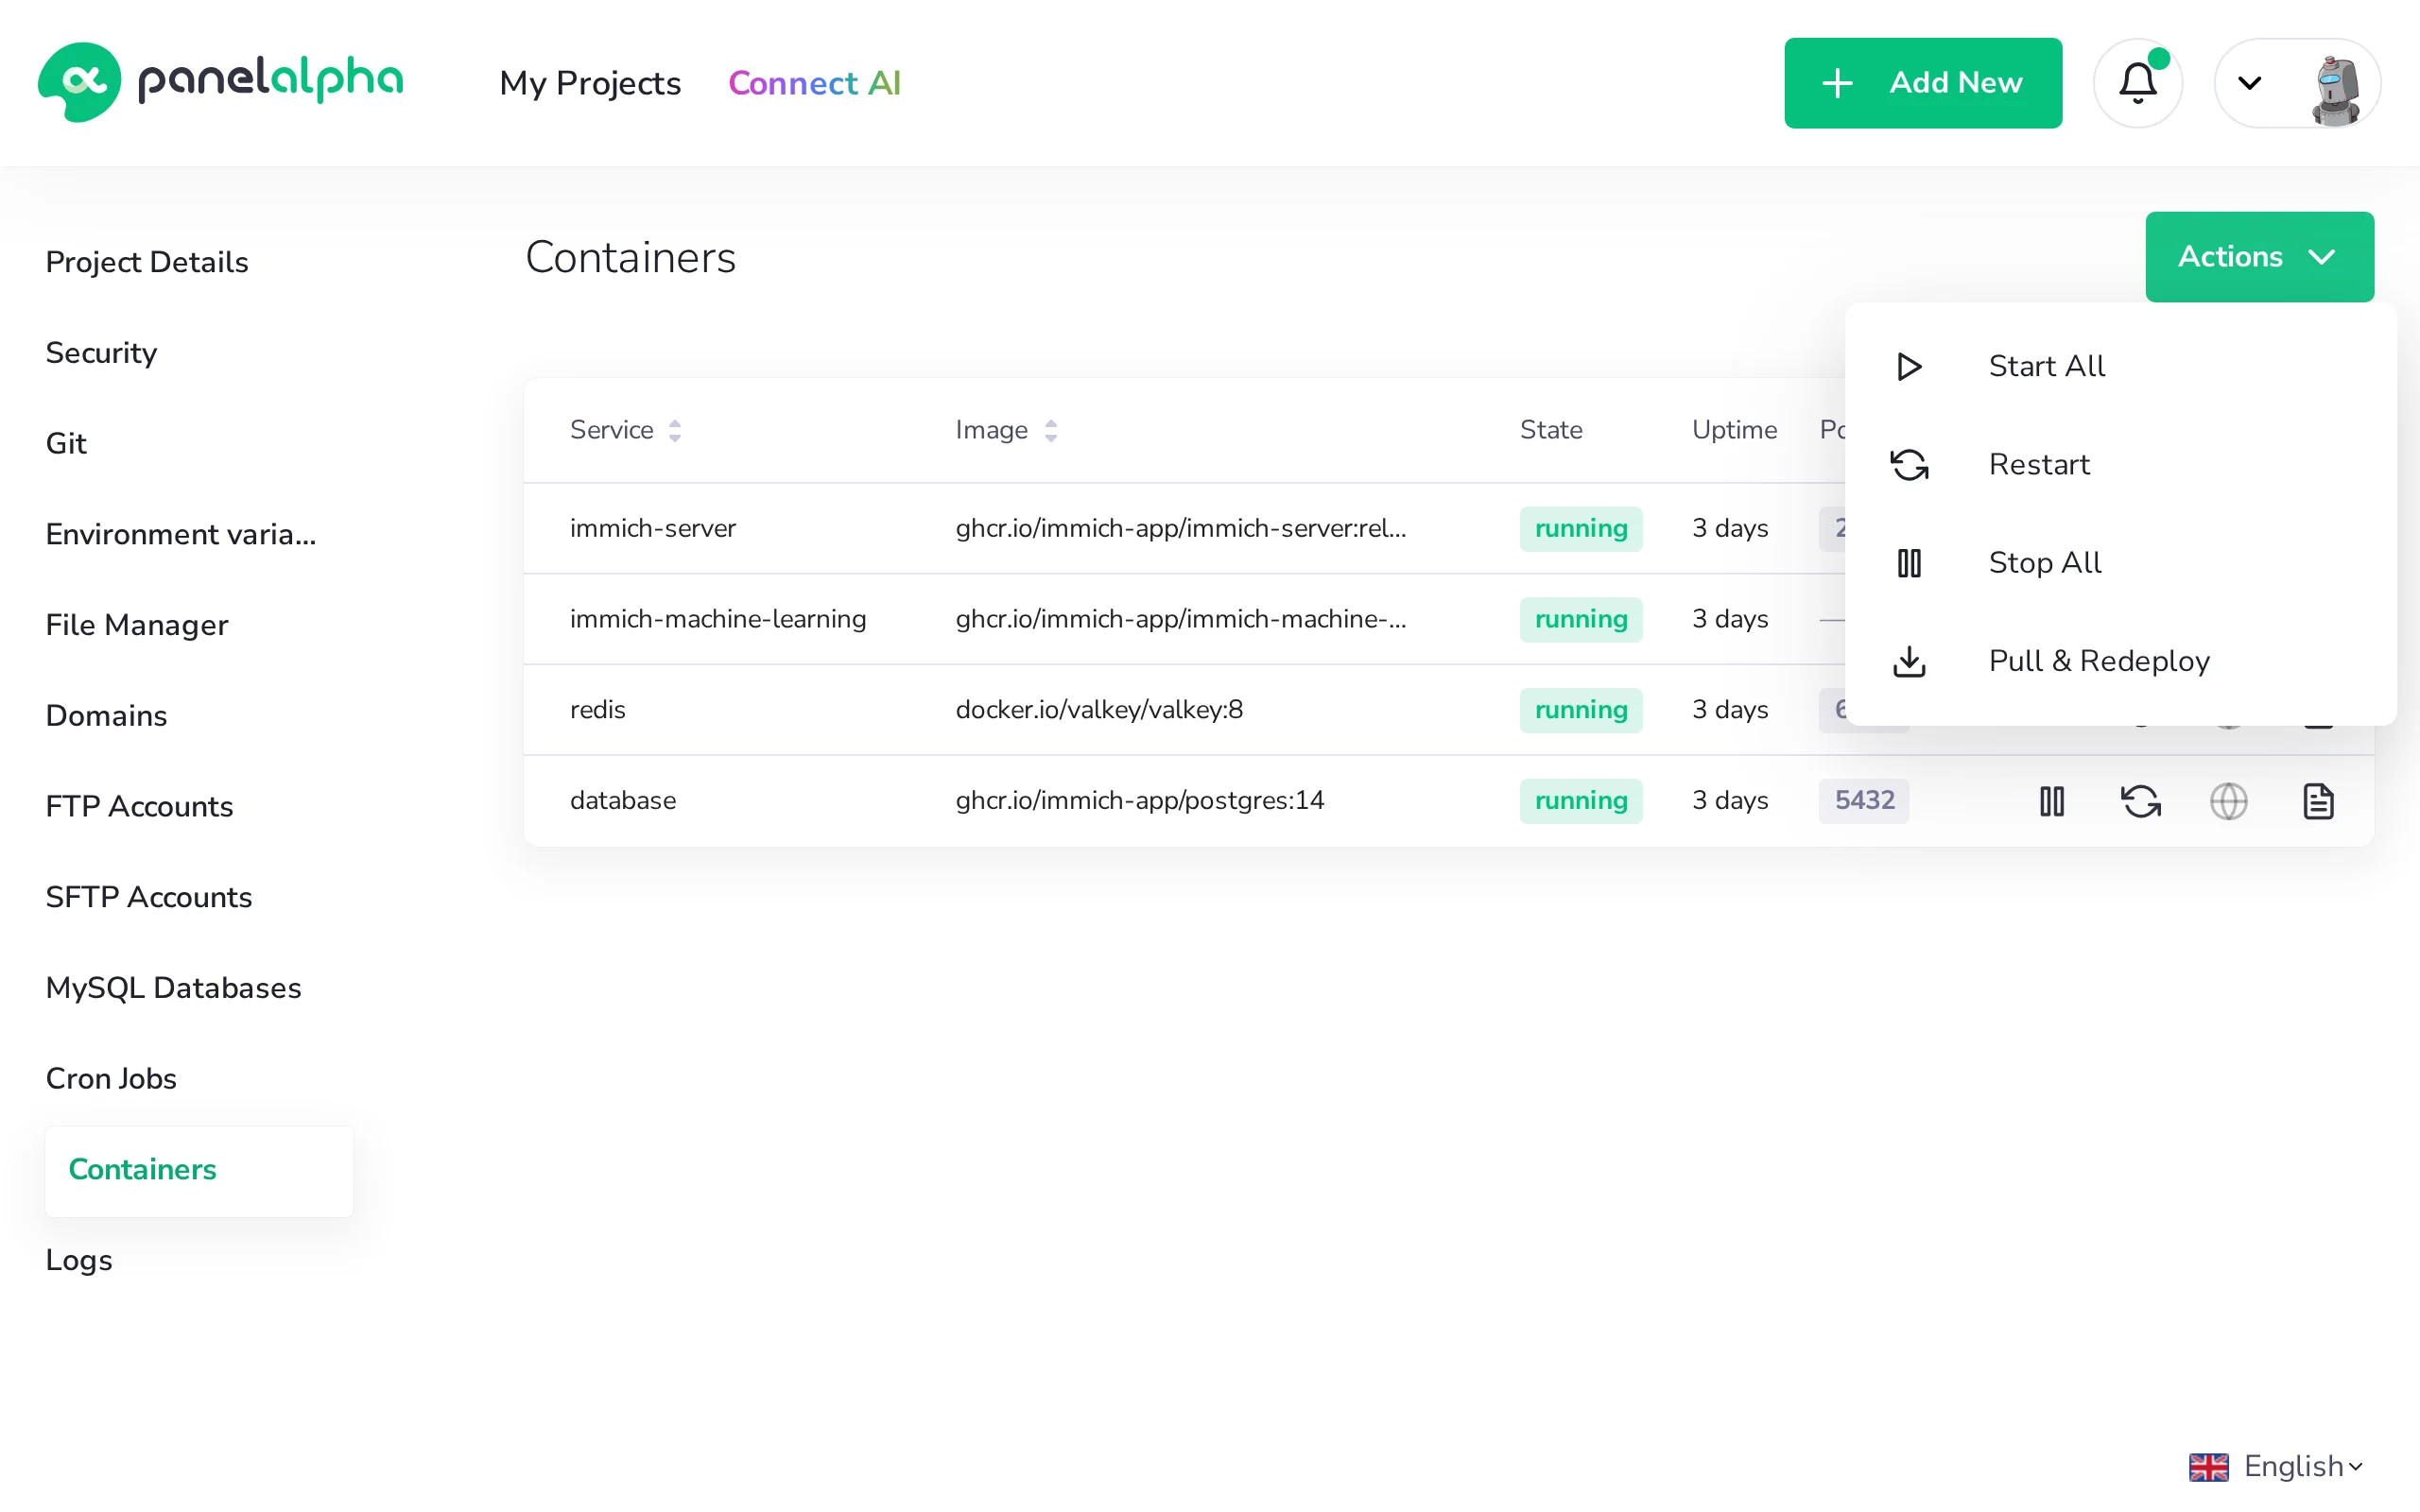 panelalpha
My Projects
Connect AI
Add New
Project Details
Security
Git
Environment varia...
File Manager
Domains
FTP Accounts
SFTP Accounts
MySQL Databases
Cron Jobs
Containers
Logs
Containers
Actions
Start All
Restart
Stop All
Pull & Redeploy
Service Image State Uptime
immich-server ghcr.io/immich-app/immich-server:rel... running 3 days
immich-machine-learning ghcr.io/immich-app/immich-machine-... running 3 days —
redis docker.io/valkey/valkey:8 running 3 days
database ghcr.io/immich-app/postgres:14 running 3 days 5432
English